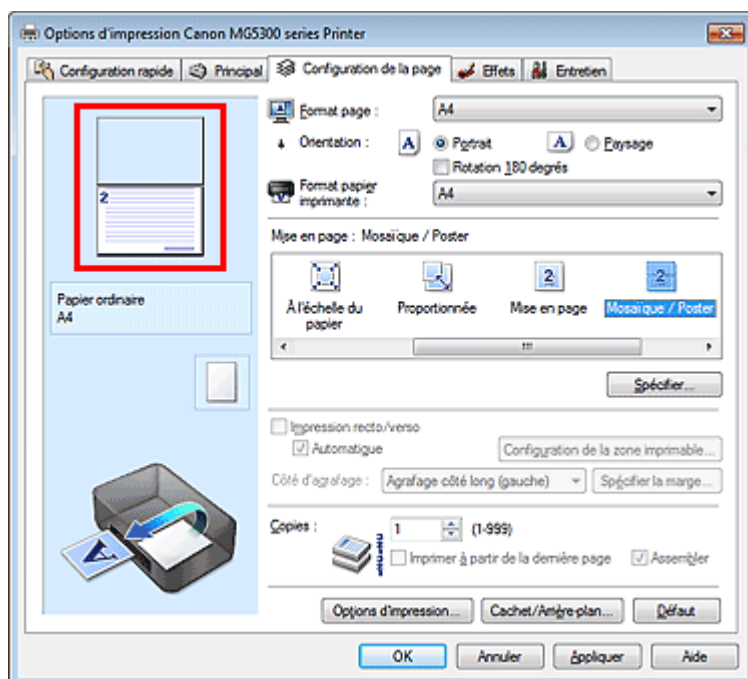 Options d'impression Canon MG5300 series Printer
Configuration rapide
Principal
Configuration de la page
Effets
Entretien
2
Papier ordinaire
A4
Format page :
A4
Orientation :
A
Portrait
A
Paysage
Rotation 180 degrés
Format papier
imprimante :
A4
Mise en page : Mosaïque / Poster
À l'échelle du
papier
Proportionnée
2
Mise en page
2
Mosaïque / Poster
Spécifier...
Impression recto/verso
Automatique
Configuration de la zone imprimable...
Côté d'agrafage :
Agrafage côté long (gauche)
Spécifier la marge...
Copies :
1
(1-999)
Imprimer à partir de la dernière page
Assembler
A
Options d'impression...
Cachet/Arrière-plan...
Défaut
OK
Annuler
Appliquer
Aide